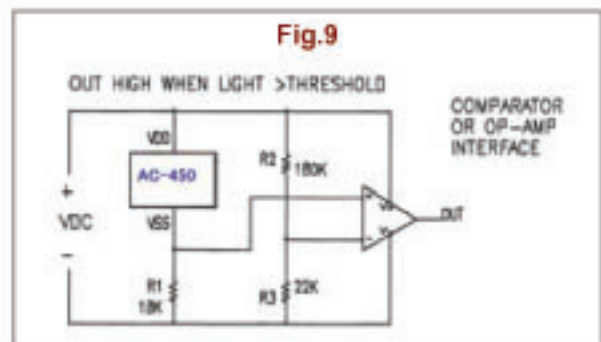 Fig.9
OUT HIGH WHEN LIGHT >THRESHOLD
COMPARATOR
OR OP-AMP
INTERFACE
VDD
AC-450
VSS
+
VDC
-
R2
180K
R1
18K
R3
22K
+
-
OUT